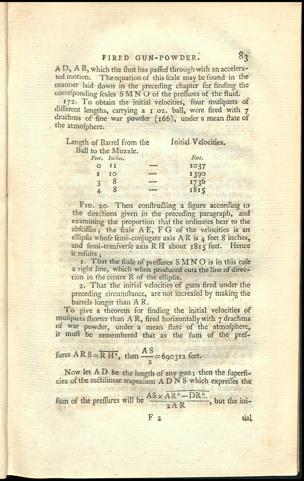 FIRED GUN-POWDER. 83
A D, A B, which the ſhot has paſſed through with an accelera-
ted motion. The equation of this ſcale may be found in the
manner laid down in the preceding chapter for finding the
correſponding ſcales S M N O of the preſſures of the fluid.
172. To obtain the initial velocities, four muſquets of
different lengths, carrying a 1 oz. ball, were fired with 7
drachms of fine war powder (166), under a mean ſtate of
the atmoſphere.
Length of Barrel from the Initial Velocities.
Ball to the Muzzle.
Feet. Inches. Feet.
0 11 — 1037
1 10 — 1390
3 8 — 1736
4 8 — 1815
FIG. 20. Then conſtructing a figure according to
the directions given in the preceding paragraph, and
examining the proportion that the ordinates bear to the
abſciſſas; the ſcale A E, F G of the velocities is an
ellipſis whoſe ſemi-conjugate axis A R is 4 feet 8 inches,
and ſemi-tranſverſe axis R H about 1815 feet. Hence
it reſults;
1. That the ſcale of preſſures S M N O is in this caſe
a right line, which when produced cuts the line of direc-
tion in the centre R of the ellipſis.
2. That the initial velocities of guns fired under the
preceding circumſtance, are not increaſed by making the
barrels longer than A R.
To give a theorem for finding the initial velocities of
muſquets ſhorter than A R, fired horizontally with 7 drachms
of war powder, under a mean ſtate of the atmoſphere,
it muſt be remembered that as the ſum of the preſ-
ſures A R S = R H², then A S / 2 = 690312 feet.
Now let A D be the length of any gun; then the ſuperfi-
cies of the rectilinear trapezium A D N S which expreſſes the
ſum of the preſſures will be A S × A R² − D R² / 2 A R, but the ini-
F 2 tial